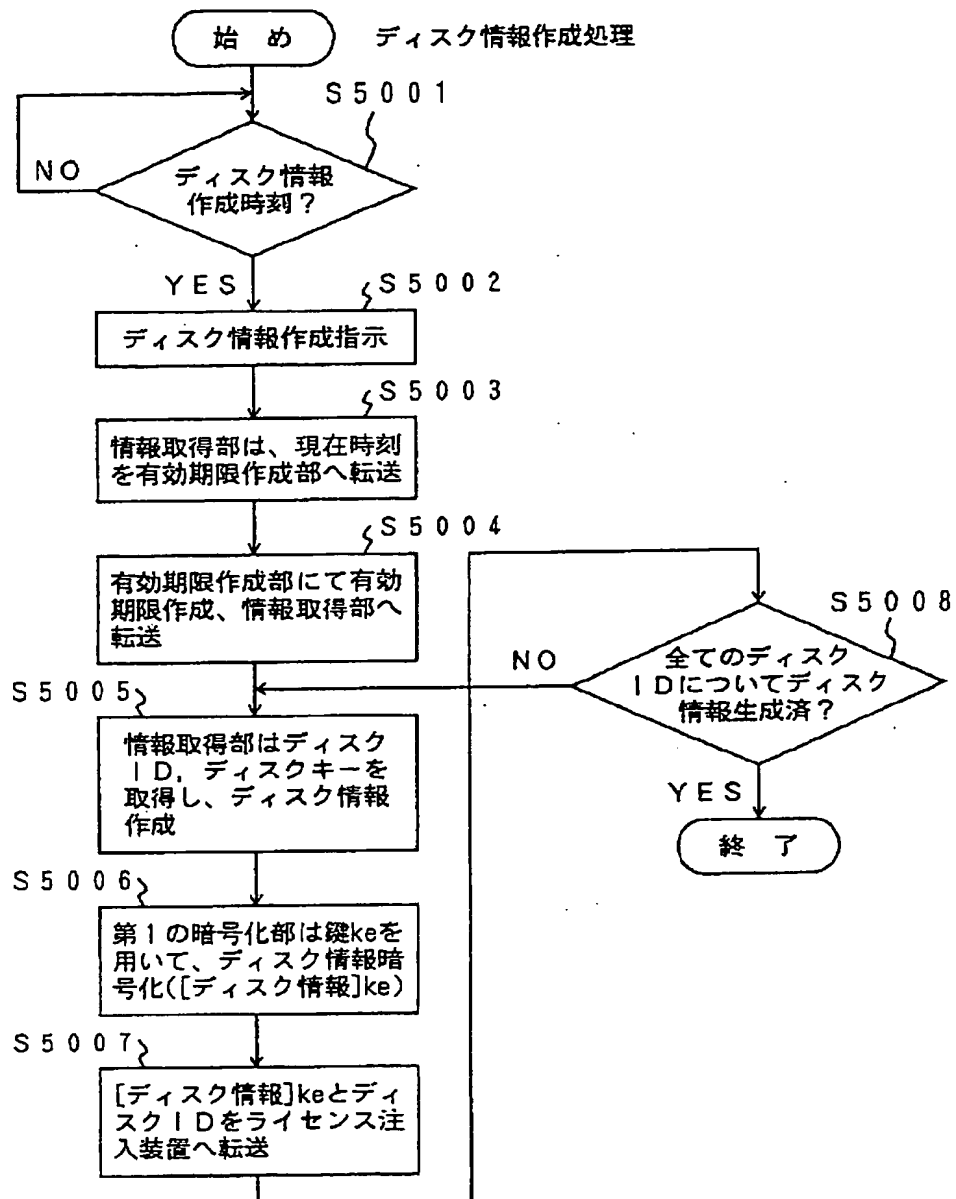 始 め
ディスク情報作成処理
S5001
NO
ディスク情報
作成時刻?
YES
S5002
ディスク情報作成指示
S5003
情報取得部は、現在時刻
を有効期限作成部へ転送
S5004
有効期限作成部にて有効
期限作成、情報取得部へ
転送
S5005
情報取得部はディスク
ID,ディスクキーを
取得し、ディスク情報
作成
S5006
第1の暗号化部は鍵keを
用いて、ディスク情報暗
号化([ディスク情報]ke)
S5007
[ディスク情報]keとディ
スクIDをライセンス注
入装置へ転送
S5008
NO
全てのディスク
IDについてディスク
情報生成済?
YES
終 了